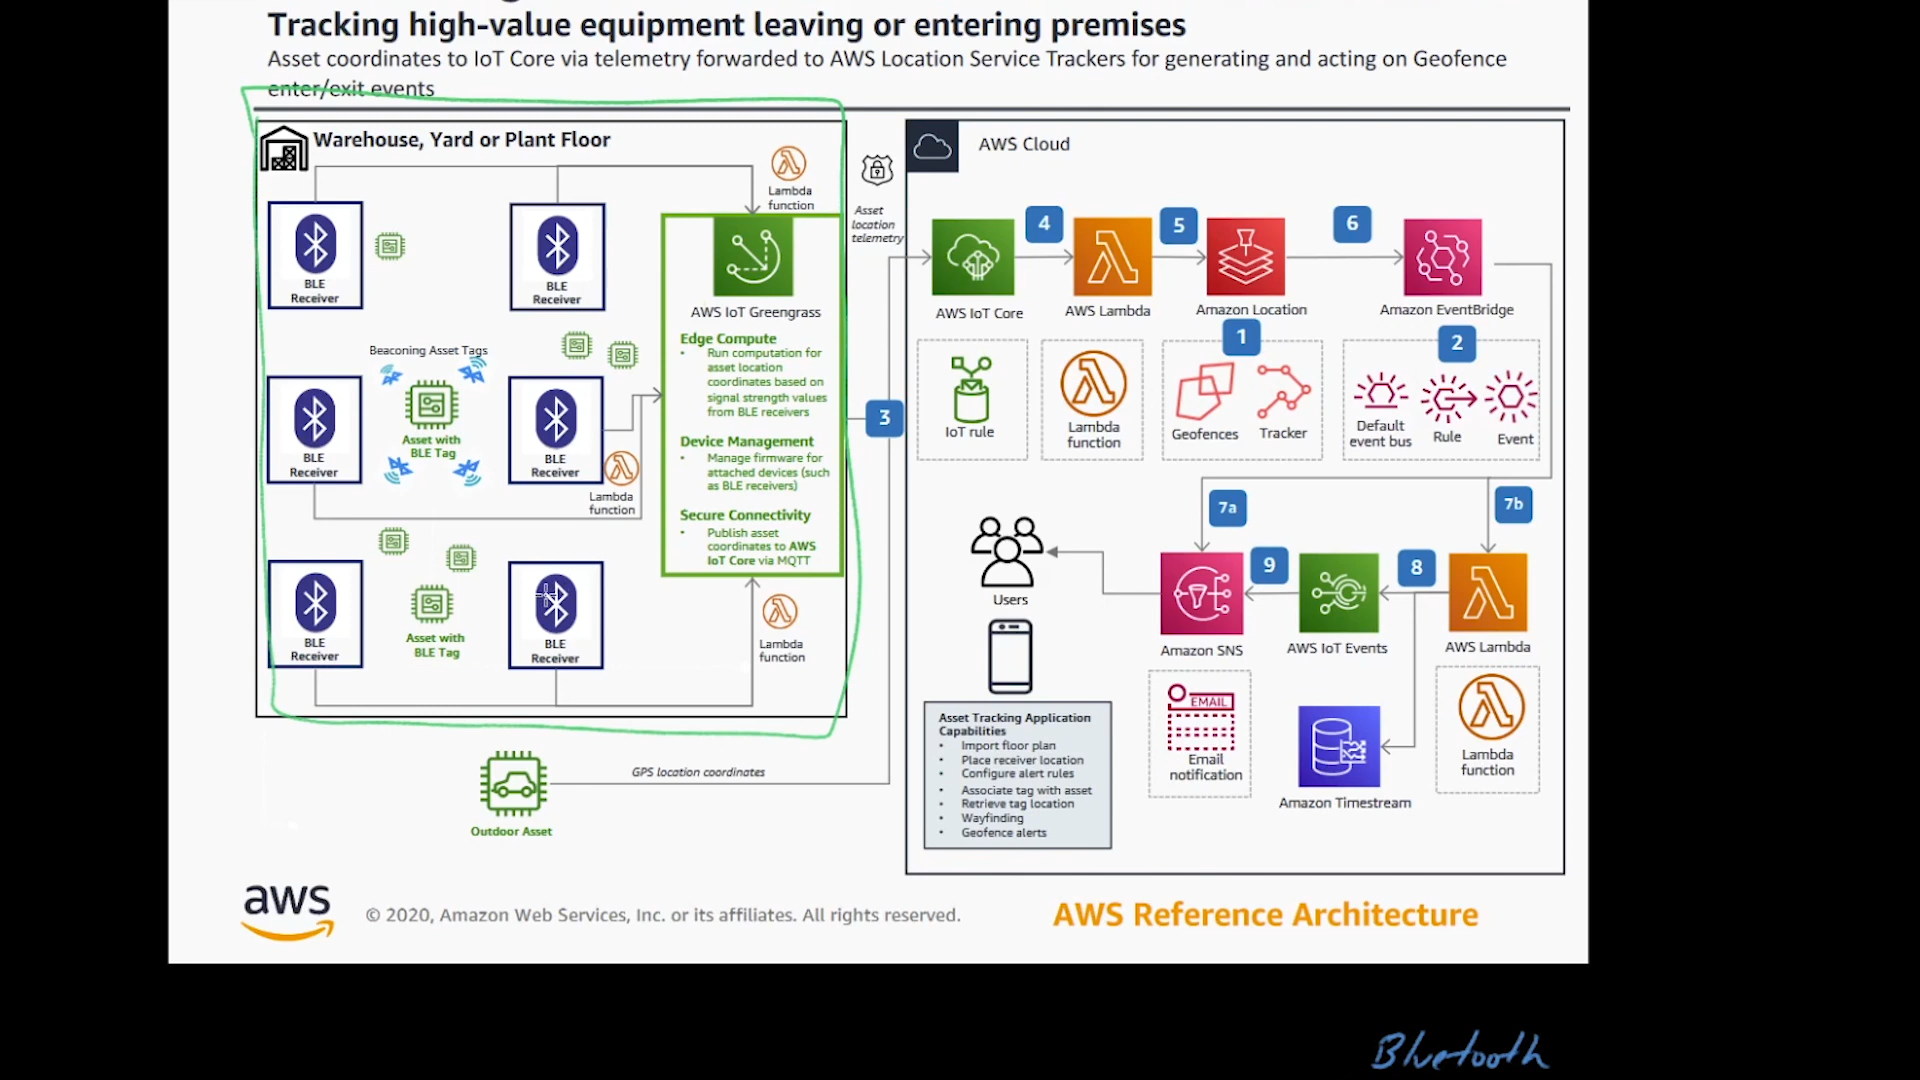 Tracking high-value equipment leaving or entering premises
Asset coordinates to IoT Core via telemetry forwarded to AWS Location Service Trackers for generating and acting on Geofence
enter/exit events
Warehouse, Yard or Plant Floor
Lambda
function
BLE
Receiver
BLE
Receiver
Beaconing Asset Tags
BLE
Receiver
Asset with
BLE Tag
BLE
Receiver
Lambda
function
BLE
Receiver
Asset with
BLE Tag
BLE
Receiver
Lambda
function
AWS IoT Greengrass
Edge Compute
• Run computation for
asset location
coordinates based on
signal strength values
from BLE receivers
Device Management
• Manage firmware for
attached devices (such
as BLE receivers)
Secure Connectivity
• Publish asset
coordinates to AWS
IoT Core via MQTT
Outdoor Asset
GPS location coordinates
Asset
location
telemetry
3
AWS Cloud
4
5
6
AWS IoT Core
AWS Lambda
Amazon Location
Amazon EventBridge
1
2
IoT rule
Lambda
function
Geofences
Tracker
Default
event bus
Rule
Event
7a
7b
9
8
Users
Amazon SNS
AWS IoT Events
AWS Lambda
Asset Tracking Application
Capabilities
• Import floor plan
• Place receiver location
• Configure alert rules
• Associate tag with asset
• Retrieve tag location
• Wayfinding
• Geofence alerts
EMAIL
Email
notification
Amazon Timestream
Lambda
function
aws
© 2020, Amazon Web Services, Inc. or its affiliates. All rights reserved.
AWS Reference Architecture
Bluetooth